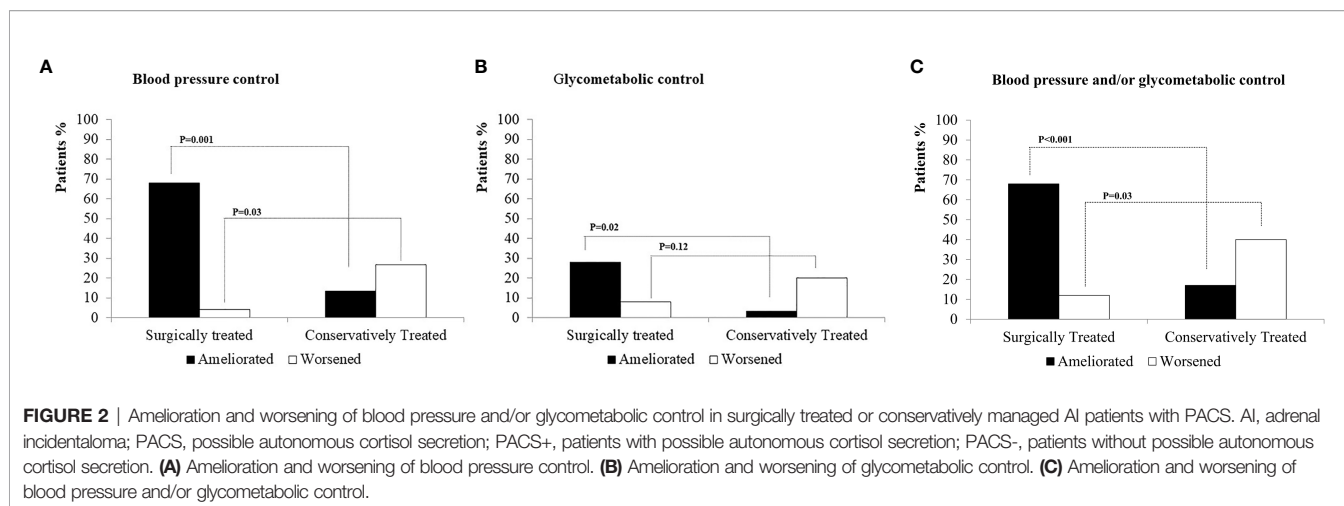 A
Blood pressure control
Patients %
100
90
80
70
60
50
40
30
20
10
0
P=0.001
P=0.03
Surgically treated Conservatively Treated
Ameliorated Worsened
B
Glycometabolic control
Patients %
100
90
80
70
60
50
40
30
20
10
0
P=0.02
P=0.12
Surgically treated Conservatively Treated
Ameliorated Worsened
C
Blood pressure and/or glycometabolic control
Patients %
100
90
80
70
60
50
40
30
20
10
0
P<0.001
P=0.03
Surgically Treated Conservatively Treated
Ameliorated Worsened
FIGURE 2 | Amelioration and worsening of blood pressure and/or glycometabolic control in surgically treated or conservatively managed AI patients with PACS. AI, adrenal
incidentaloma; PACS, possible autonomous cortisol secretion; PACS+, patients with possible autonomous cortisol secretion; PACS-, patients without possible autonomous
cortisol secretion. (A) Amelioration and worsening of blood pressure control. (B) Amelioration and worsening of glycometabolic control. (C) Amelioration and worsening of
blood pressure and/or glycometabolic control.